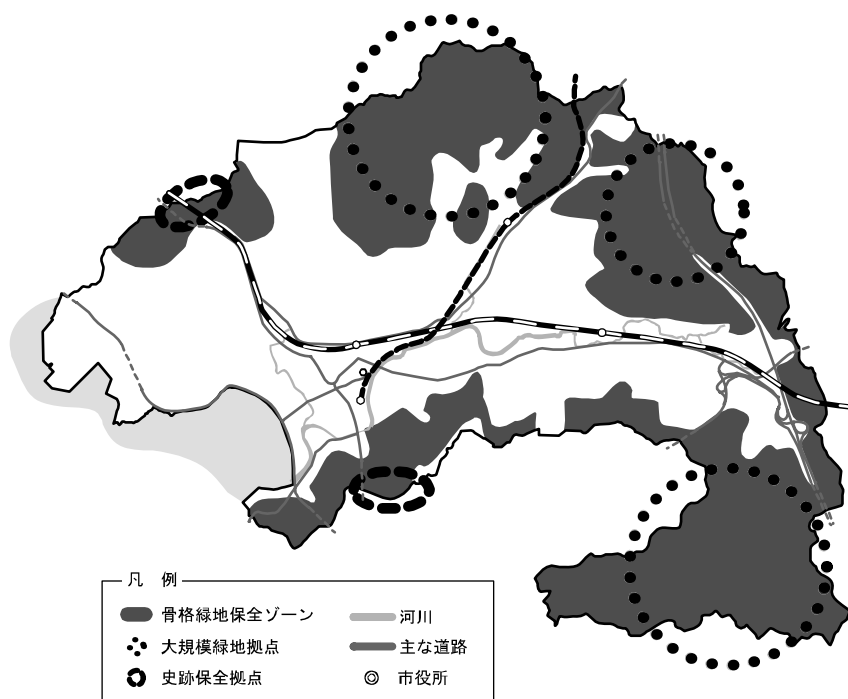 凡 例
骨格緑地保全ゾーン
河川
大規模緑地拠点
主な道路
史跡保全拠点
市役所